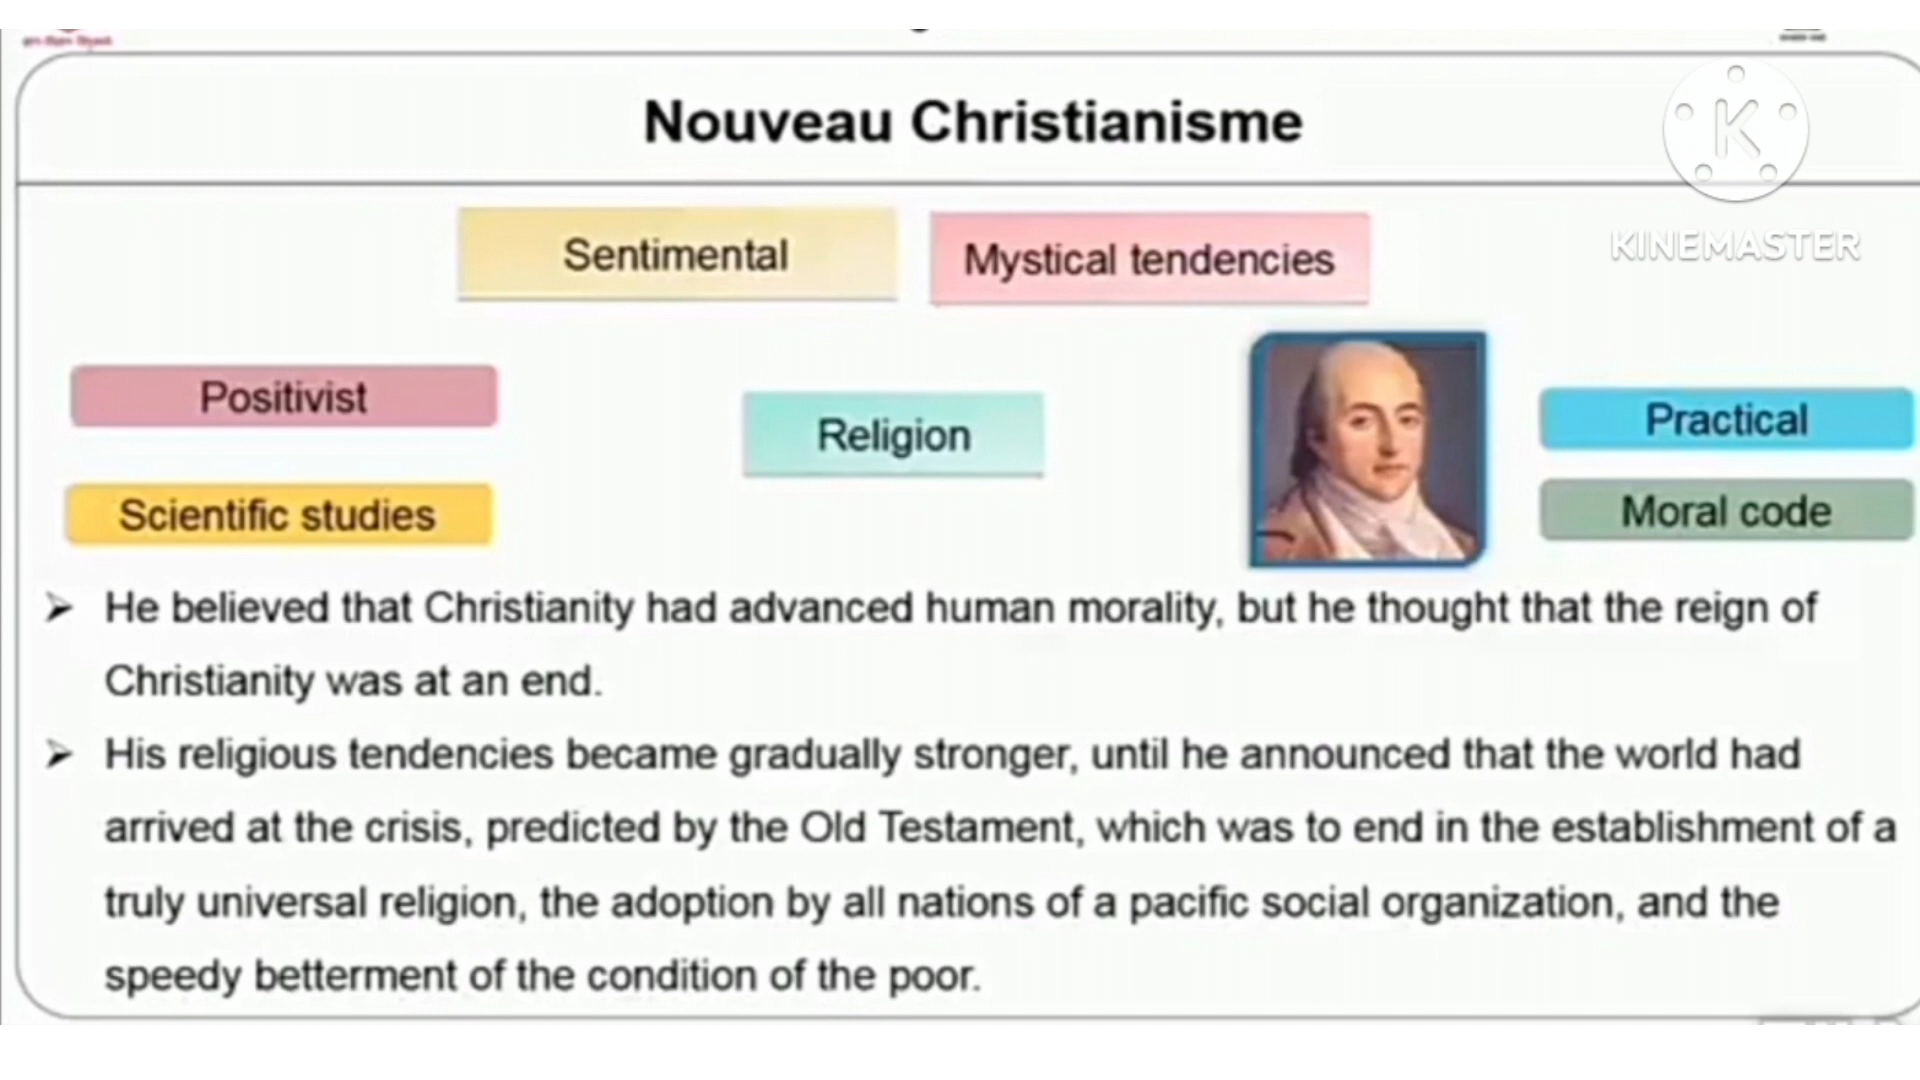 Nouveau Christianisme
KINEMASTER
Sentimental
Mystical tendencies
Positivist
Religion
Practical
Scientific studies
Moral code
➤ He believed that Christianity had advanced human morality, but he thought that the reign of
Christianity was at an end.
➤ His religious tendencies became gradually stronger, until he announced that the world had
arrived at the crisis, predicted by the Old Testament, which was to end in the establishment of a
truly universal religion, the adoption by all nations of a pacific social organization, and the
speedy betterment of the condition of the poor.